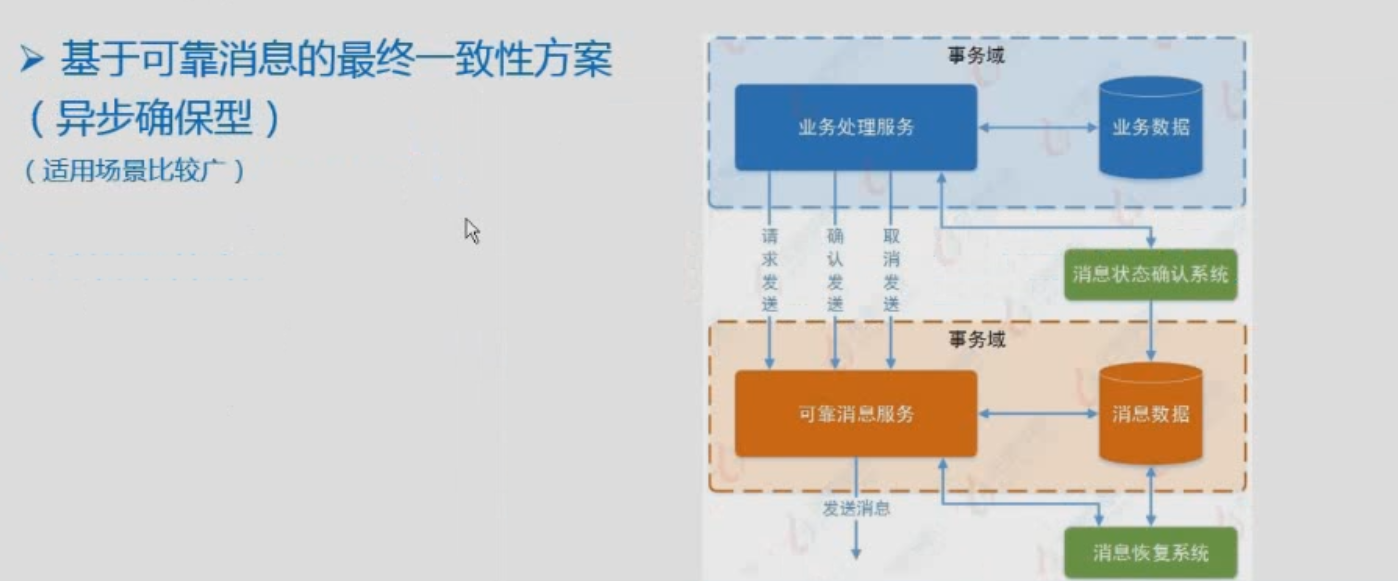 基于可靠消息的最终一致性方案
（异步确保型）
（适用场景比较广）
事务域
业务处理服务
业务数据
请求发送
确认发送
取消发送
消息状态确认系统
事务域
可靠消息服务
消息数据
发送消息
消息恢复系统